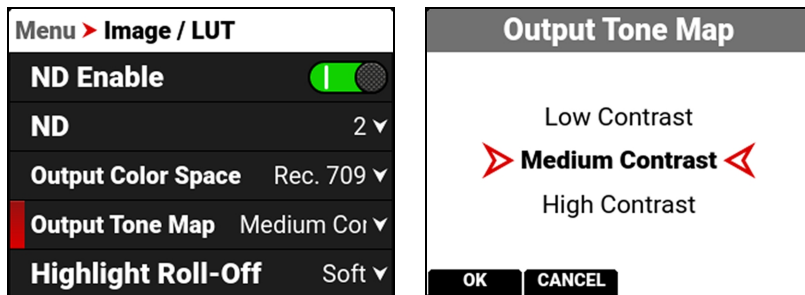 Menu > Image / LUT
ND Enable
ND 2
Output Color Space Rec. 709
Output Tone Map Medium Cor
Highlight Roll-Off Soft
Output Tone Map
Low Contrast
Medium Contrast
High Contrast
OK CANCEL